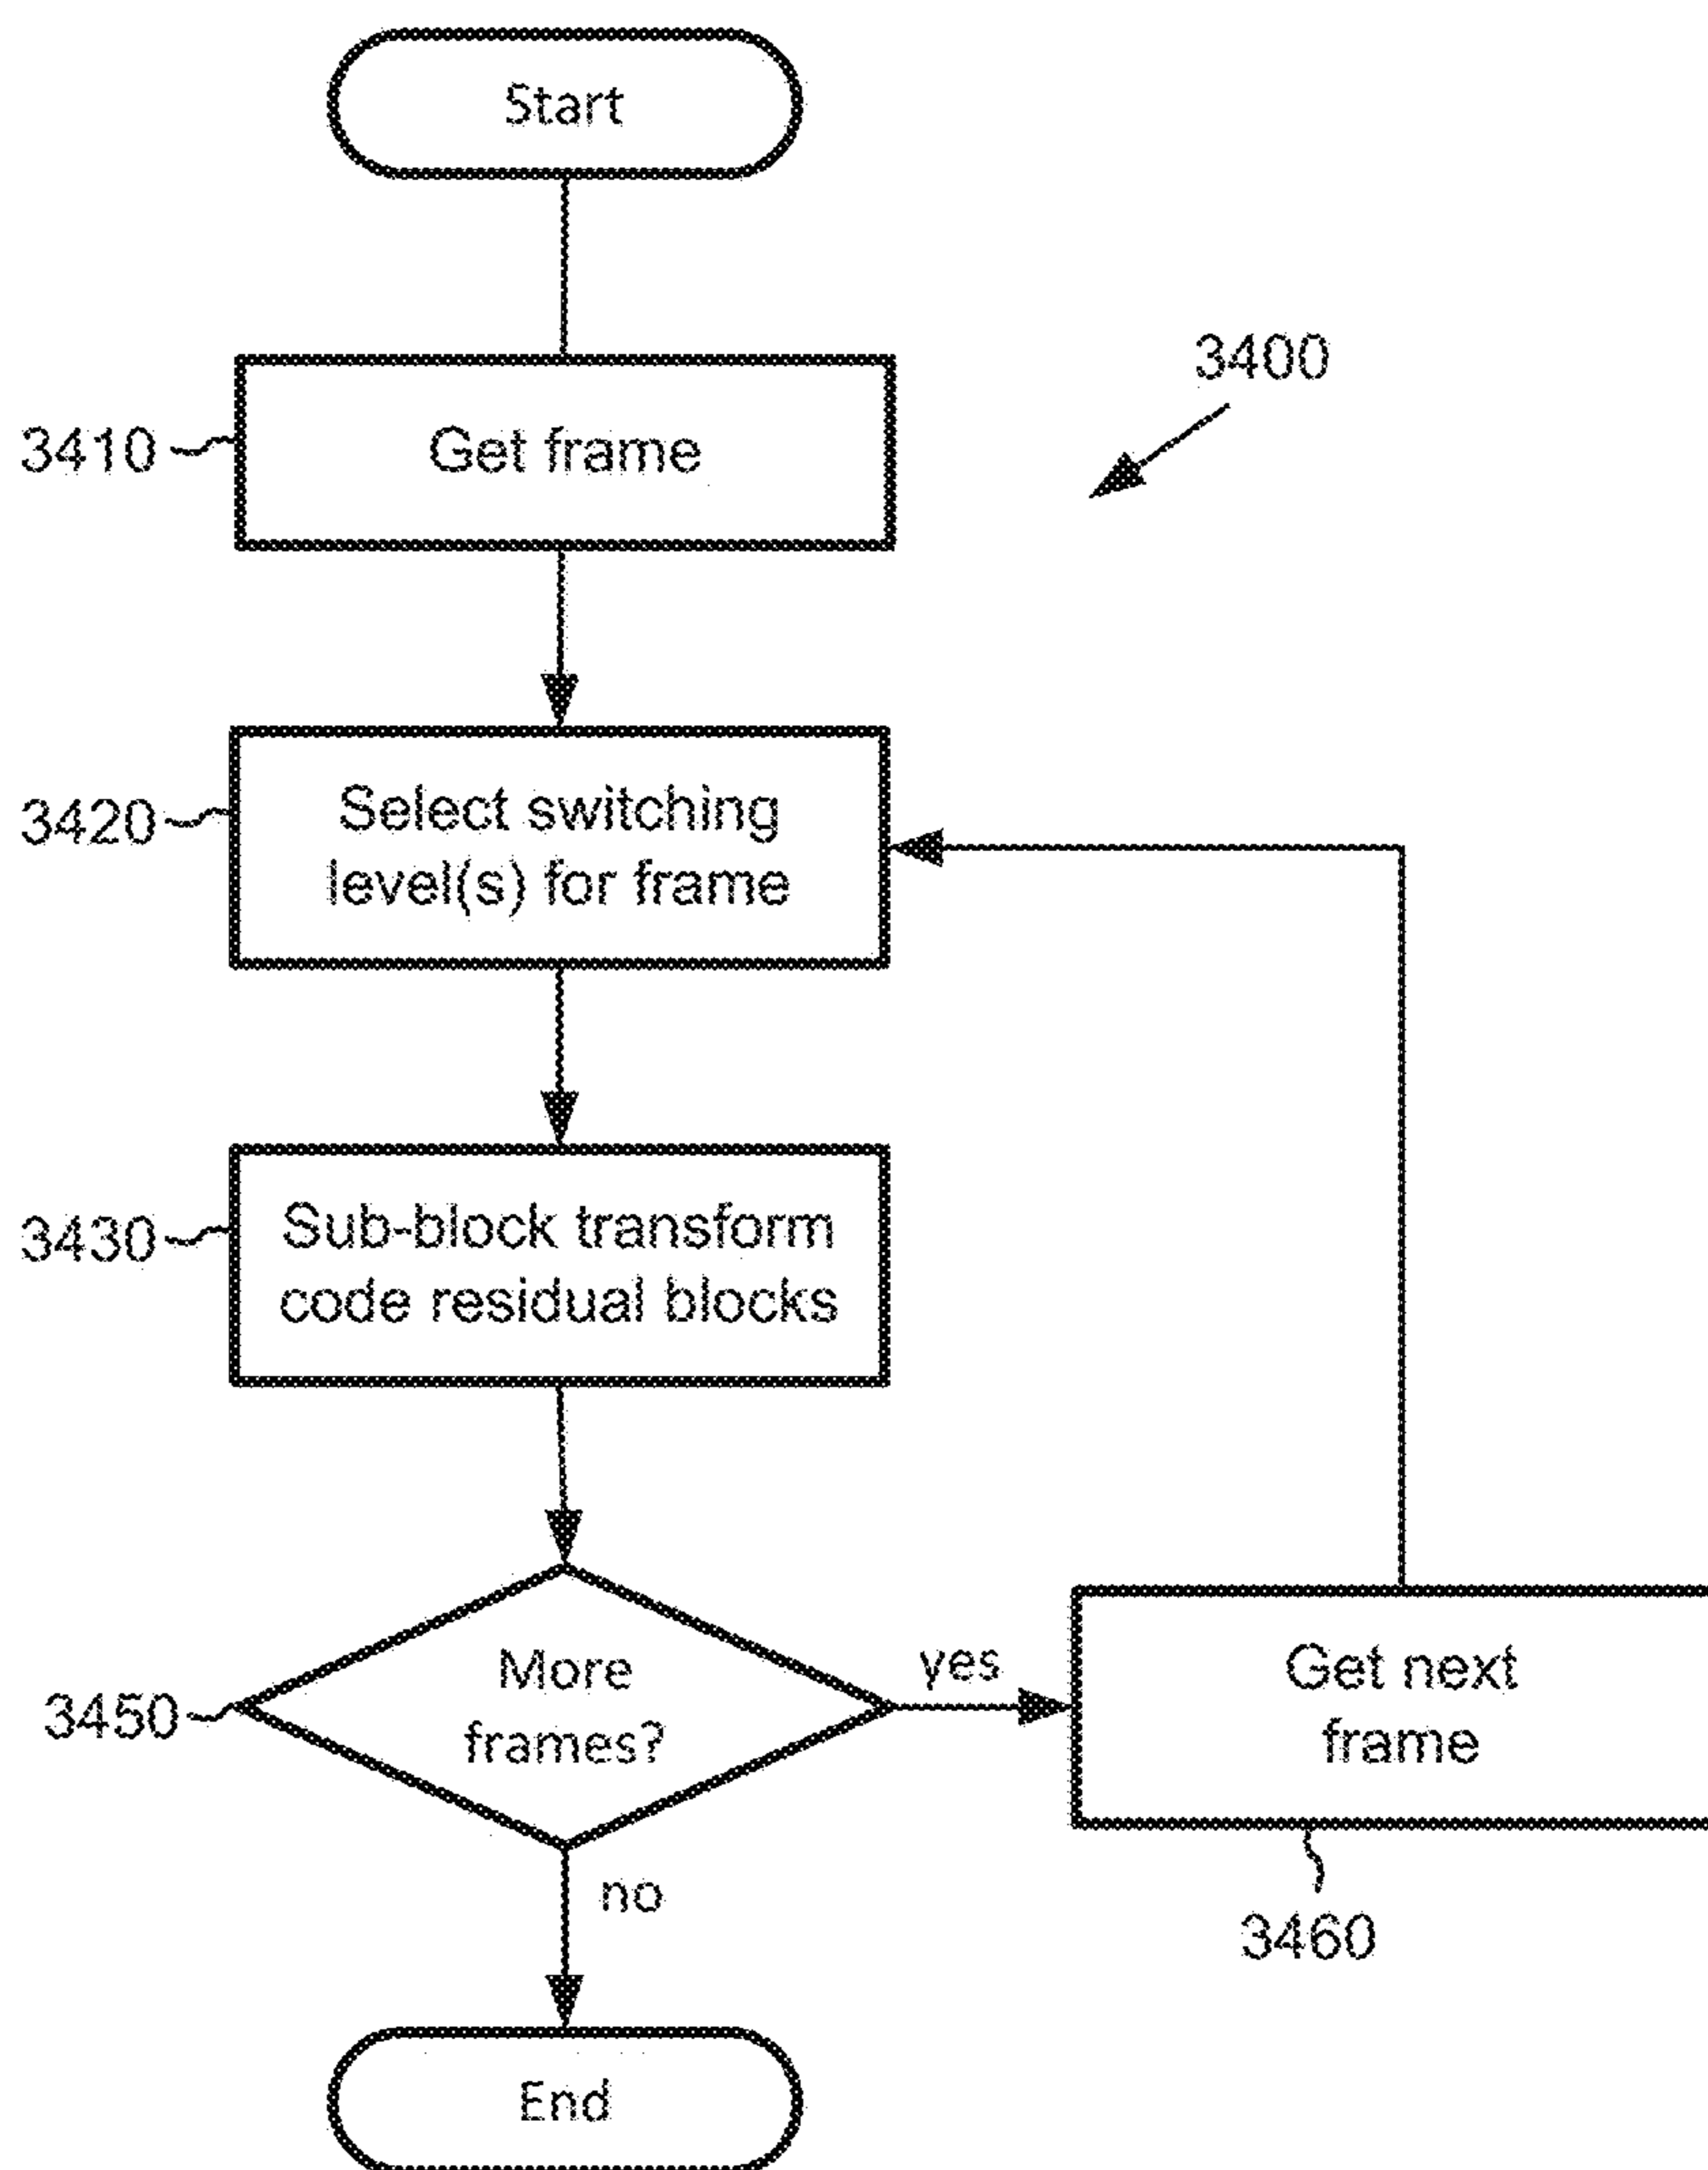 Start
3400
3410
Get frame
3420
Select switching
level(s) for frame
3430
Sub-block transform
code residual blocks
3450
More
frames?
yes
Get next
frame
no
3460
End